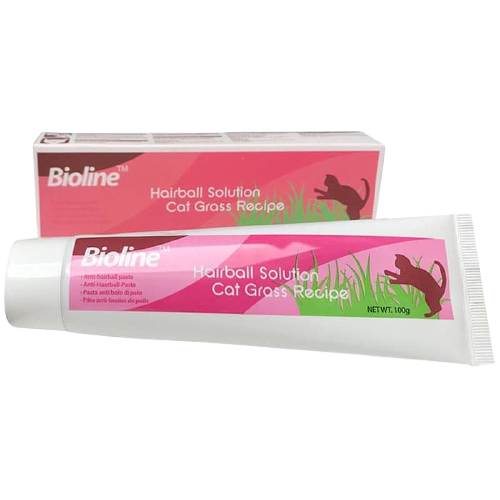 Bioline™
Hairball Solution
Cat Grass Recipe
Bioline™
- Anti-hairball paste
- Anti-Haarball-Paste
- Pasta antibolo di pelo
- Pâte anti-boules de poils
Hairball Solution
Cat Grass Recipe
NET WT. 100g